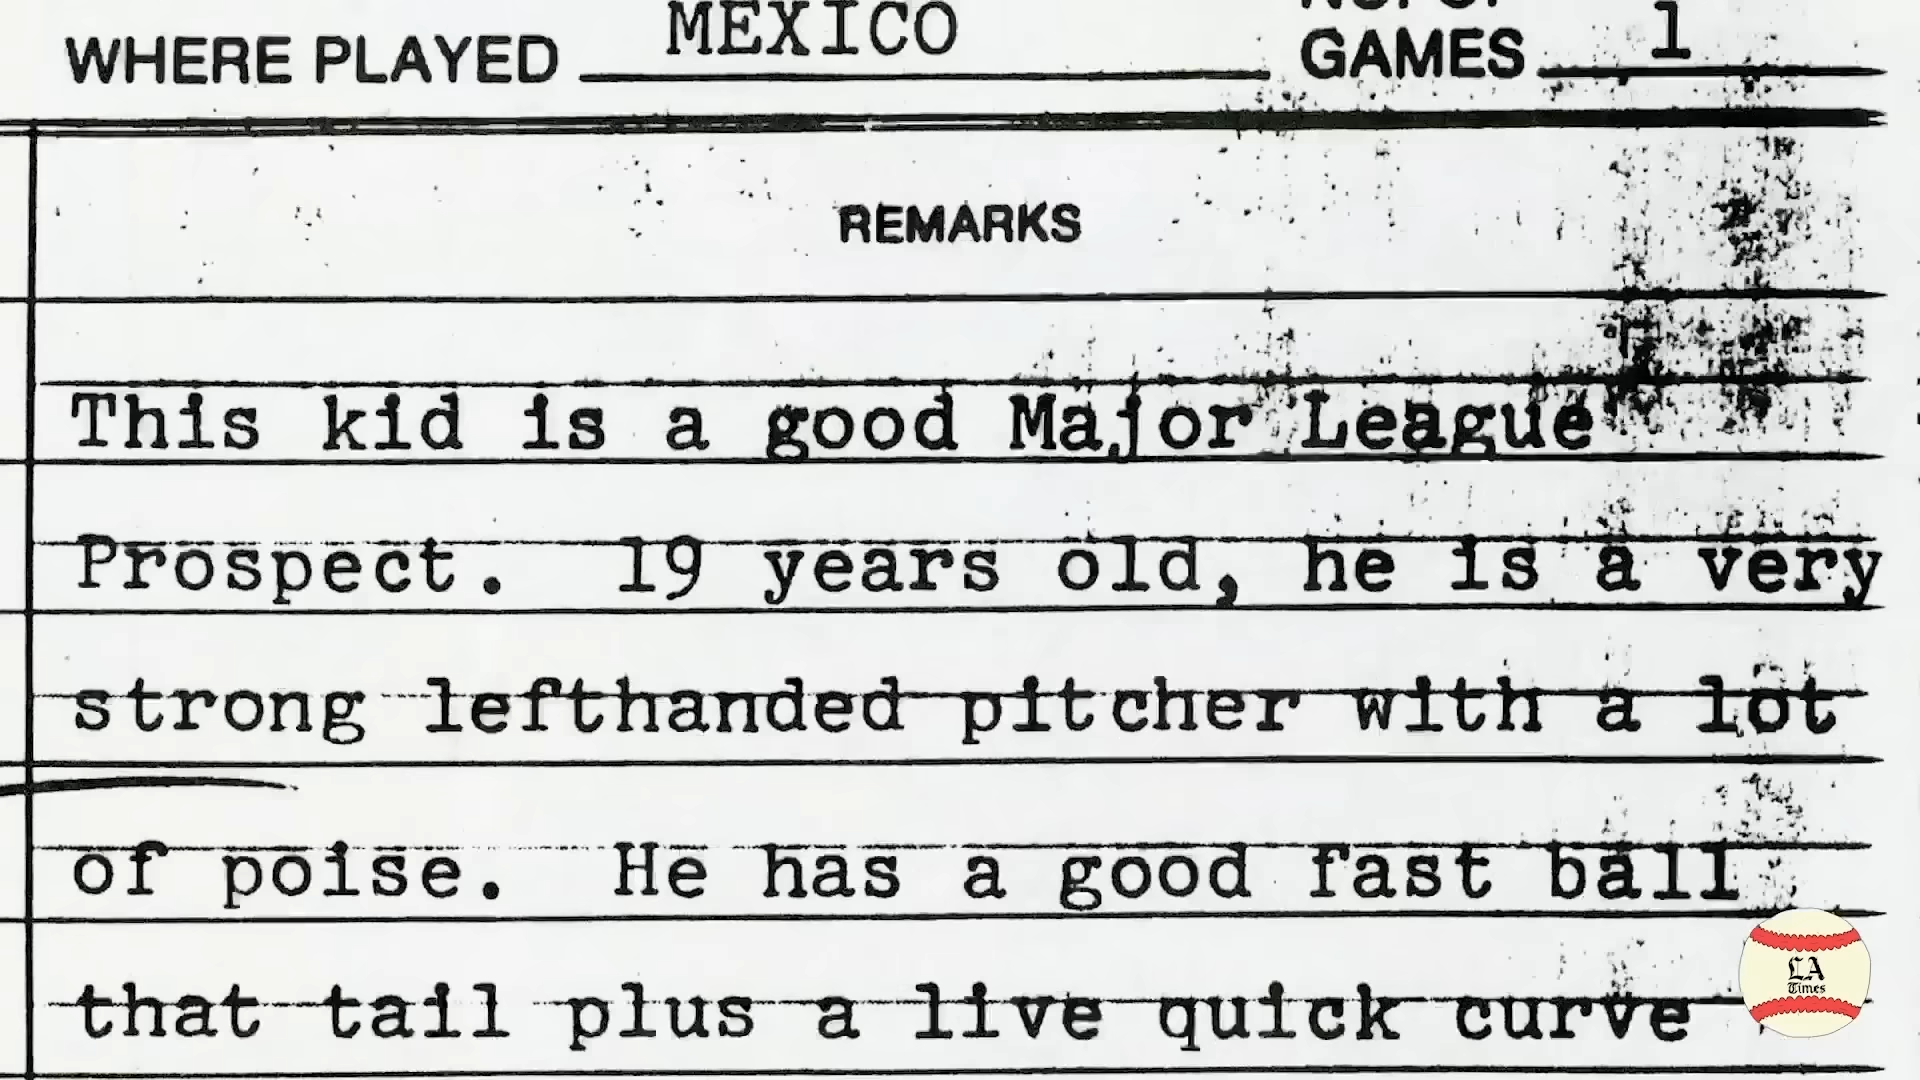 WHERE PLAYED MEXICO
GAMES 1
REMARKS
This kid is a good Major League
Prospect. 19 years old, he is a very
strong lefthanded pitcher with a lot
of poise. He has a good fast ball
that tail plus a live quick curve
LA
Times